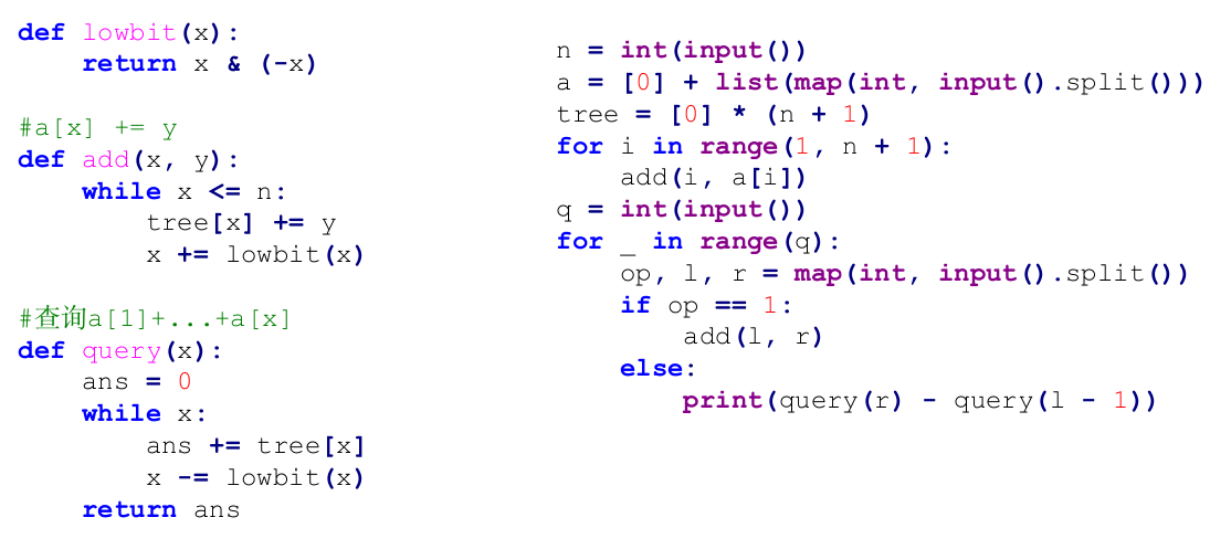 def lowbit(x):
    return x & (-x)

#a[x] += y
def add(x, y):
    while x <= n:
        tree[x] += y
        x += lowbit(x)

#查询a[1]+...+a[x]
def query(x):
    ans = 0
    while x:
        ans += tree[x]
        x -= lowbit(x)
    return ans

n = int(input())
a = [0] + list(map(int, input().split()))
tree = [0] * (n + 1)
for i in range(1, n + 1):
    add(i, a[i])
q = int(input())
for _ in range(q):
    op, l, r = map(int, input().split())
    if op == 1:
        add(l, r)
    else:
        print(query(r) - query(l - 1))